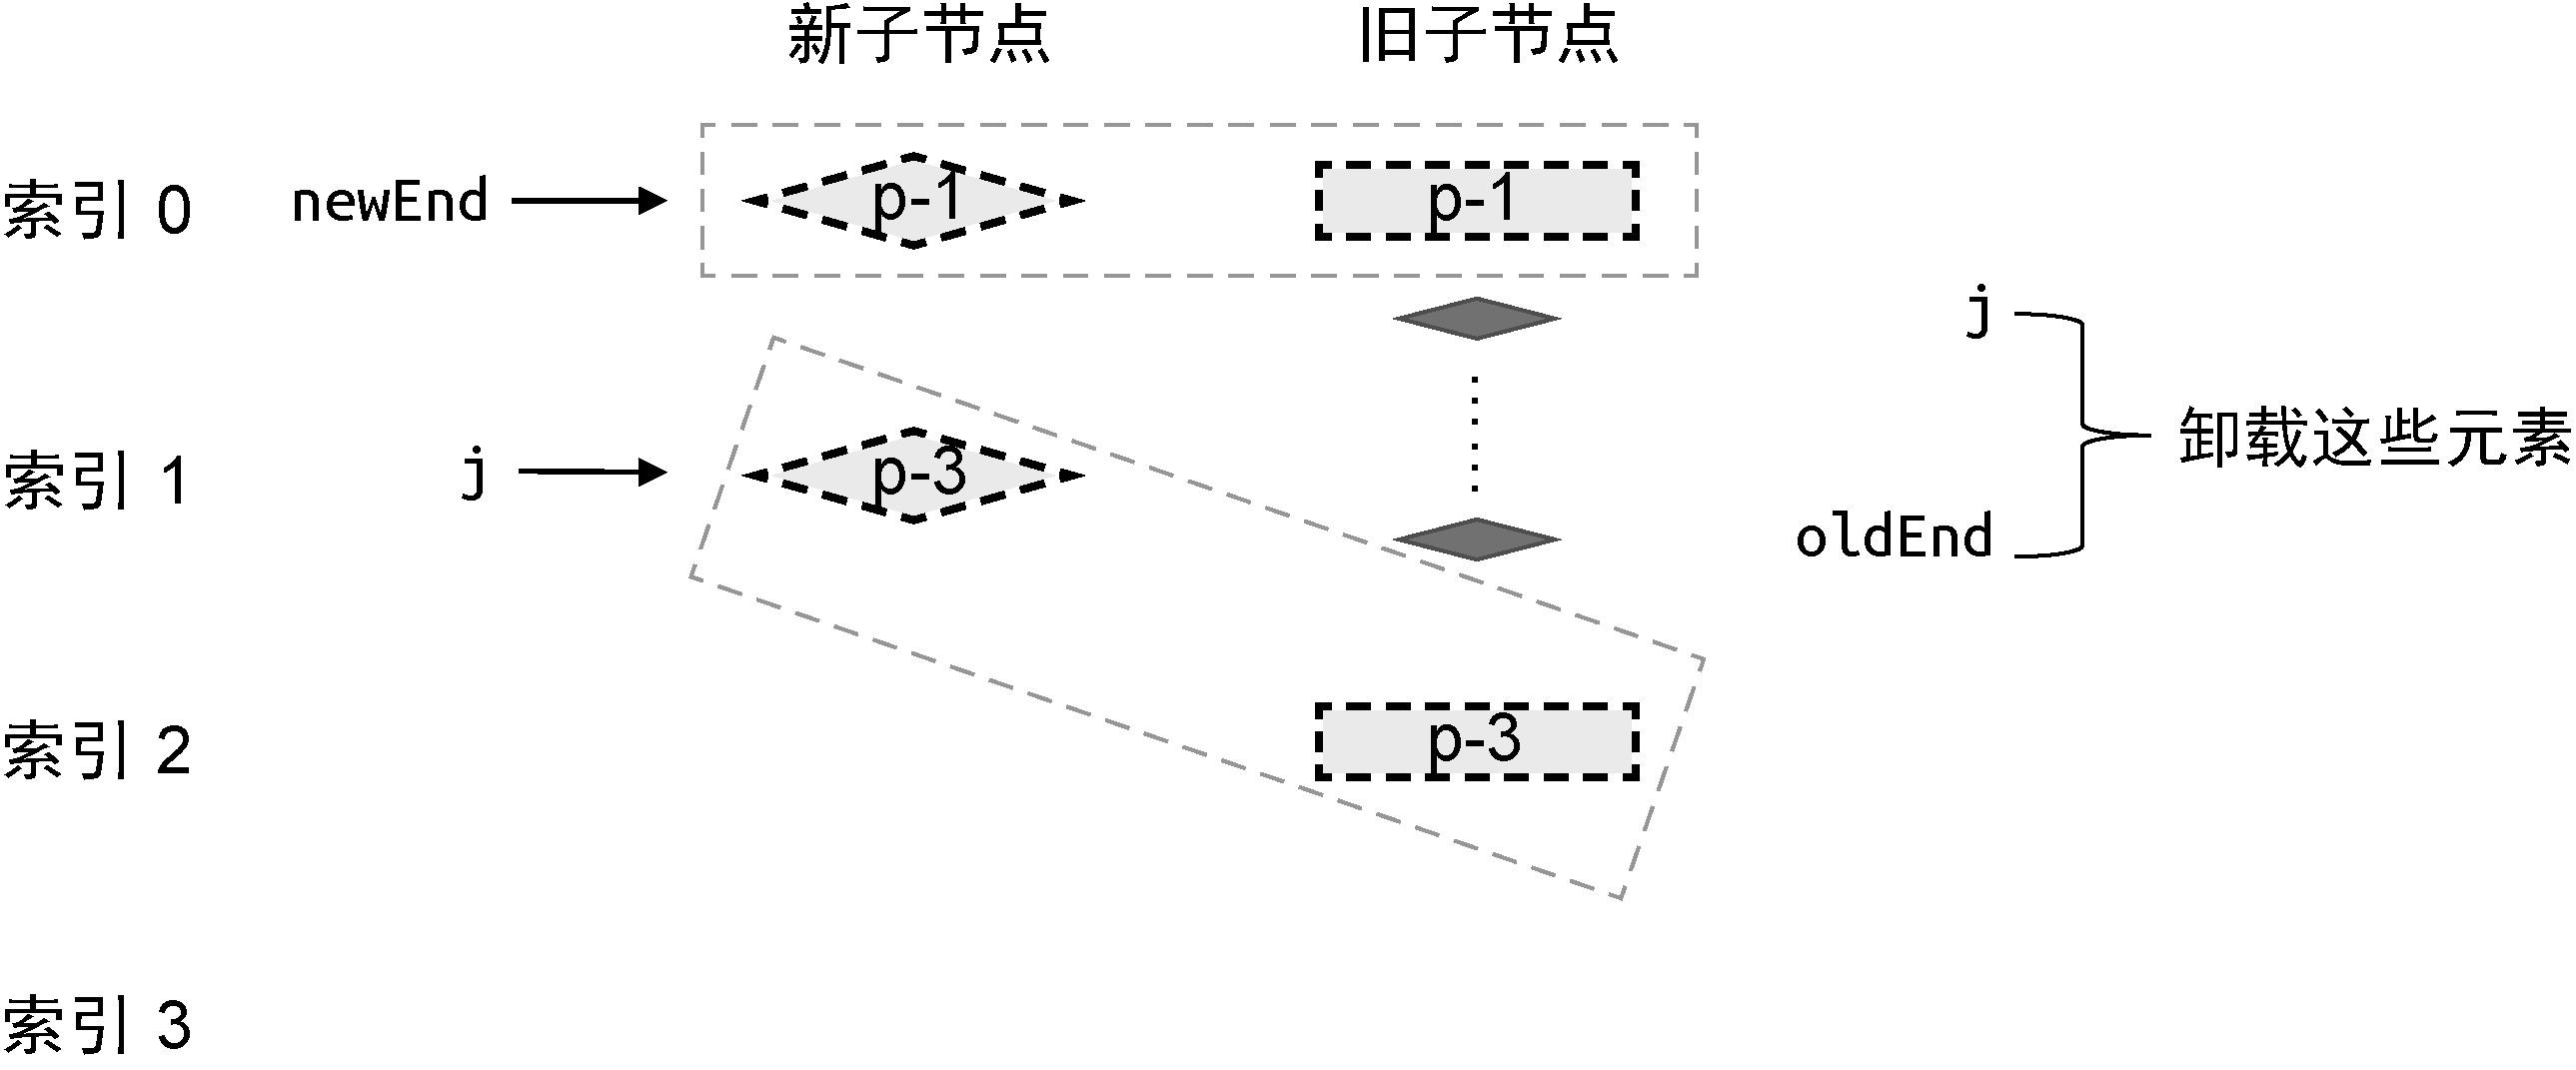 新子节点 旧子节点
索引 0 newEnd p-1 p-1
j
索引 1 j p-3 卸载这些元素
oldEnd
索引 2 p-3
索引 3